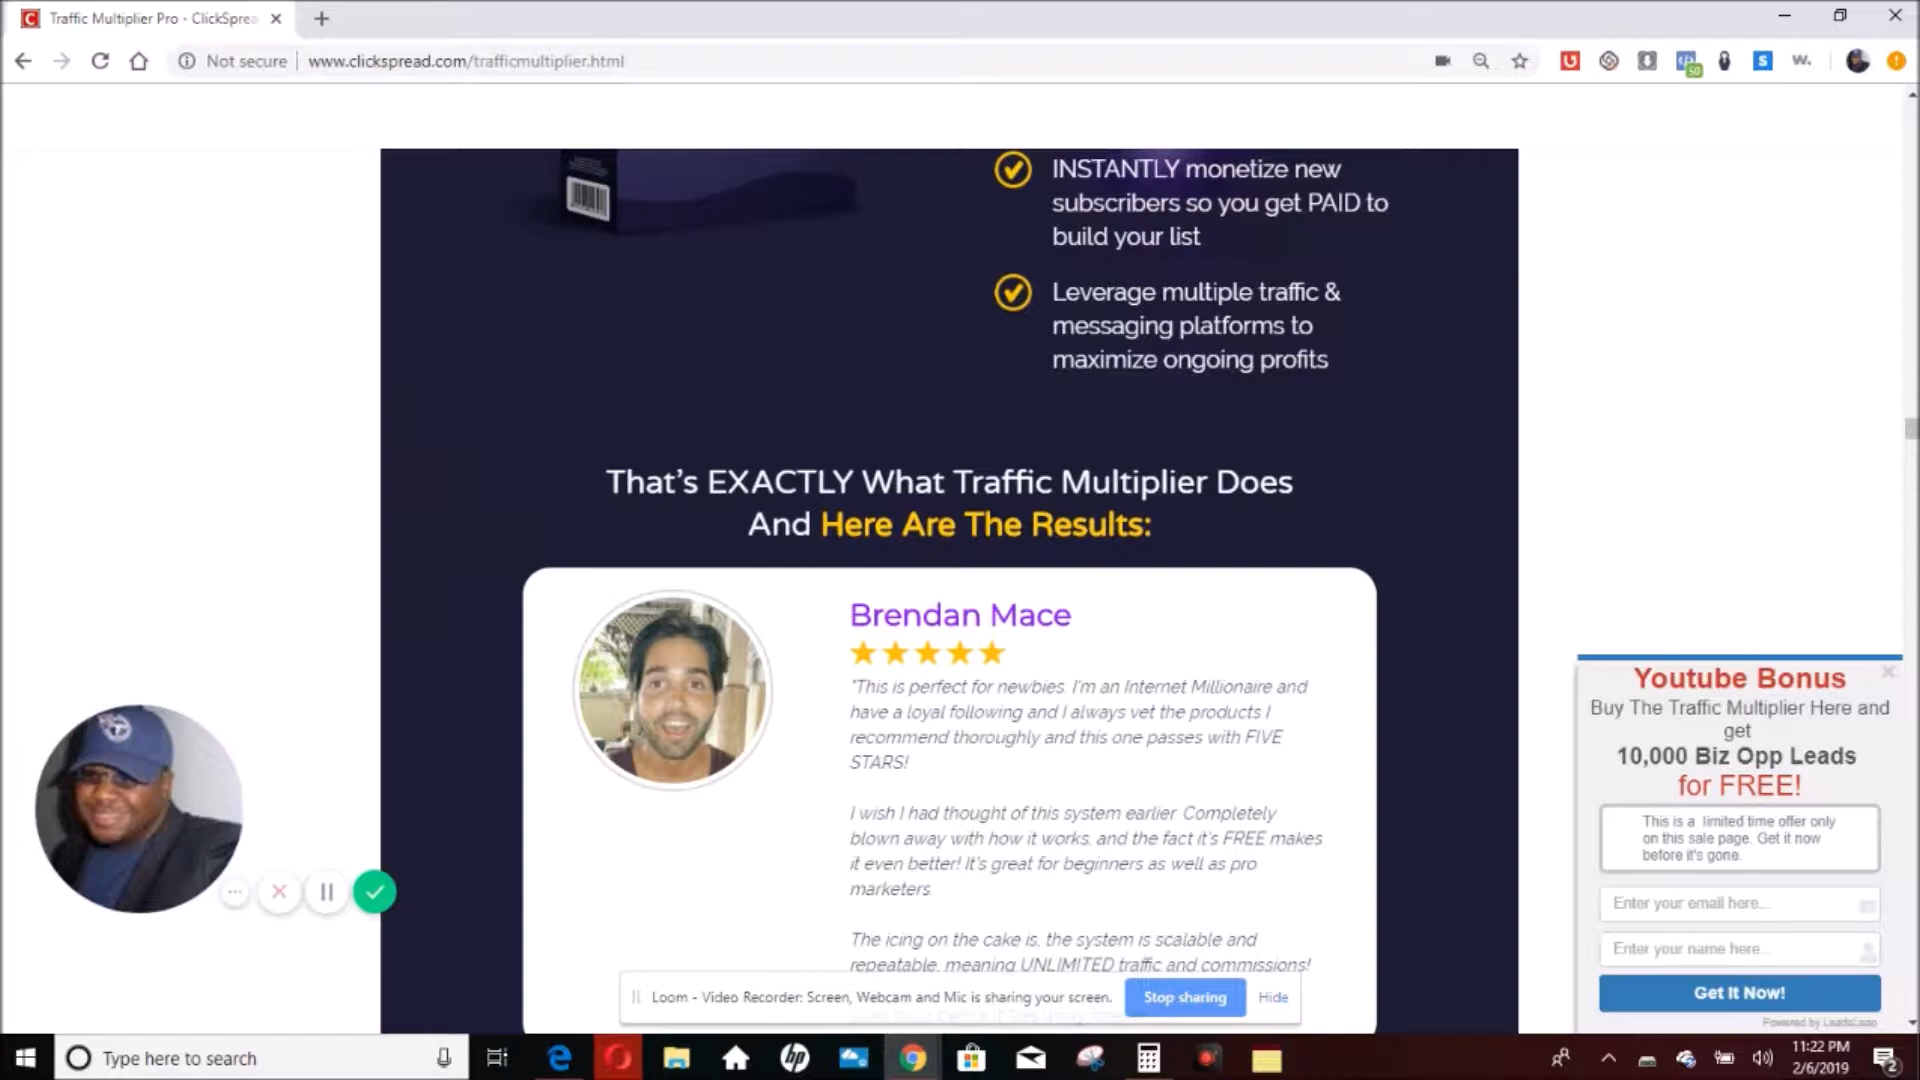 Traffic Multiplier Pro - ClickSprea
Not secure
www.clickspread.com/trafficmultiplier.html
50
INSTANTLY monetize new
subscribers so you get PAID to
build your list
Leverage multiple traffic &
messaging platforms to
maximize ongoing profits
That's EXACTLY What Traffic Multiplier Does
And Here Are The Results:
Brendan Mace
"This is perfect for newbies. I'm an Internet Millionaire and
have a loyal following and I always vet the products I
recommend thoroughly and this one passes with FIVE
STARS!
I wish I had thought of this system earlier. Completely
blown away with how it works, and the fact it's FREE makes
it even better! It's great for beginners as well as pro
marketers.
The icing on the cake is, the system is scalable and
repeatable, meaning UNLIMITED traffic and commissions!
Youtube Bonus
Buy The Traffic Multiplier Here and
get
10,000 Biz Opp Leads
for FREE!
This is a limited time offer only
on this sale page. Get it now
before it's gone.
Enter your email here...
Enter your name here...
Get It Now!
Powered by LeadsLeap
Loom - Video Recorder: Screen, Webcam and Mic is sharing your screen.
Stop sharing
Hide
Type here to search
11:22 PM
2/6/2019
2